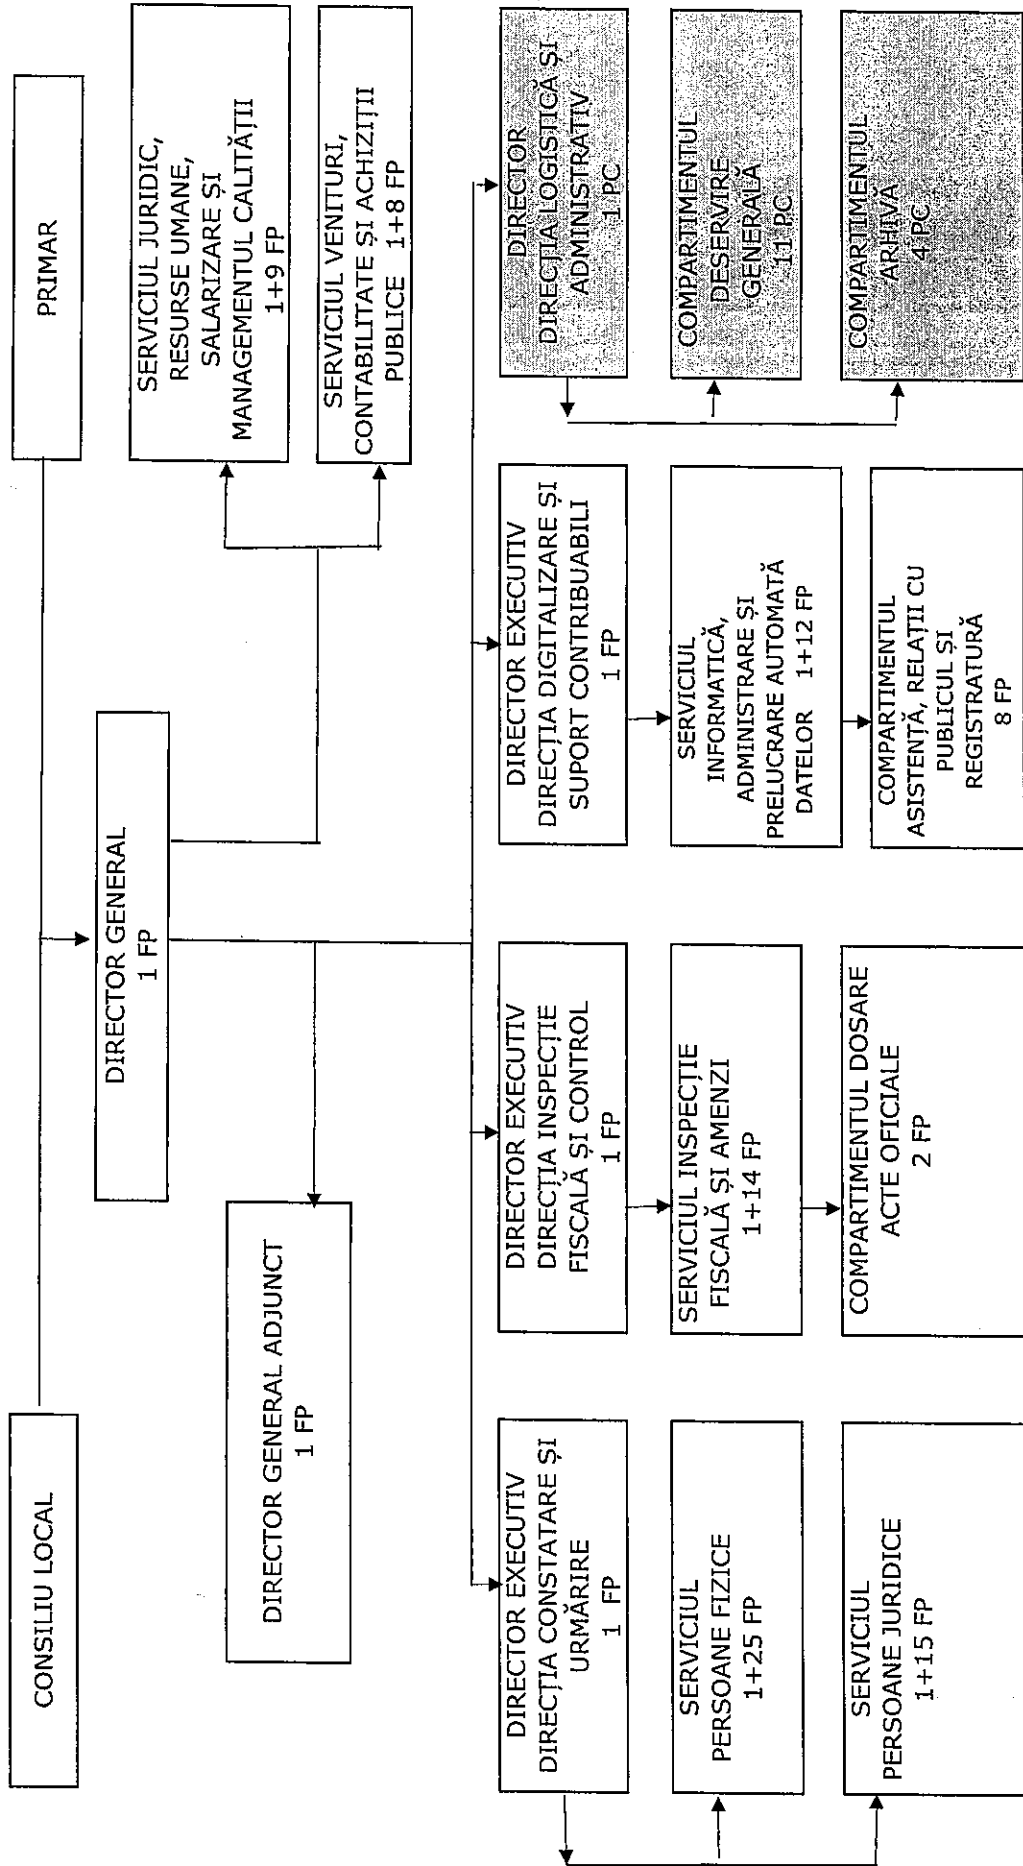 CONSILIU LOCAL
PRIMAR
DIRECTOR GENERAL
1 FP
SERVICIUL JURIDIC,
RESURSE UMANE,
SALARIZARE ȘI
MANAGEMENTUL CALITĂȚII
1+9 FP
DIRECTOR GENERAL ADJUNCT
1 FP
SERVICIUL VENITURI,
CONTABILITATE ȘI ACHIZIȚII
PUBLICE 1+8 FP
DIRECTOR EXECUTIV
DIRECȚIA CONSTATARE ȘI
URMĂRIRE
1 FP
SERVICIUL
PERSOANE FIZICE
1+25 FP
SERVICIUL
PERSOANE JURIDICE
1+15 FP
DIRECTOR EXECUTIV
DIRECȚIA INSPECȚIE
FISCALĂ ȘI CONTROL
1 FP
SERVICIUL INSPECȚIE
FISCALĂ ȘI AMENZI
1+14 FP
COMPARTIMENTUL DOSARE
ACTE OFICIALE
2 FP
DIRECTOR EXECUTIV
DIRECȚIA DIGITALIZARE ȘI
SUPORT CONTRIBUABILI
1 FP
SERVICIUL
INFORMATICĂ,
ADMINISTRARE ȘI
PRELUCRARE AUTOMATĂ
DATELOR 1+12 FP
COMPARTIMENTUL
ASISTENȚĂ, RELAȚII CU
PUBLICUL ȘI
REGISTRATURĂ
8 FP
DIRECTOR
DIRECȚIA LOGISTICĂ ȘI
ADMINISTRATIV
1 PC
COMPARTIMENTUL
DESERVIRE
GENERALĂ
11 PC
COMPARTIMENTUL
ARHIVĂ
4 PC